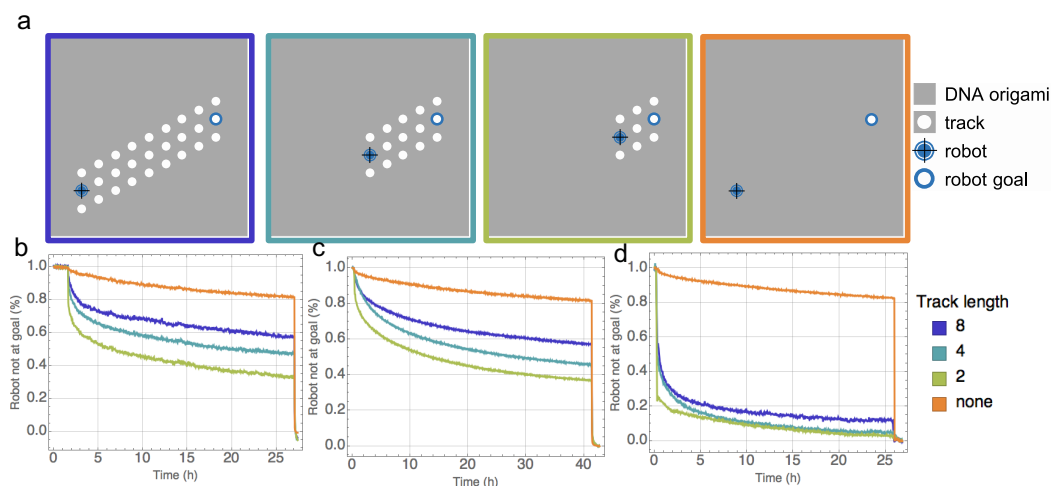 a
DNA origami
track
robot
robot goal
b
c
d
1.0
0.8
0.6
0.4
0.2
0.0
Robot not at goal (%)
0 5 10 15 20 25
Time (h)
1.0
0.8
0.6
0.4
0.2
0.0
Robot not at goal (%)
0 10 20 30 40
Time (h)
1.0
0.8
0.6
0.4
0.2
0.0
Robot not at goal (%)
0 5 10 15 20 25
Time (h)
Track length
8
4
2
none